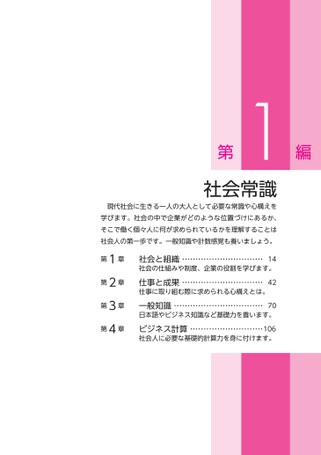 第 1 編
社会常識
現代社会に生きる一人の大人として必要な常識や心構えを
学びます。社会の中で企業がどのような位置づけにあるか、
そこで働く個々人に何が求められているかを理解することは
社会人の第一歩です。一般知識や計数感覚も養いましょう。
第1章 社会と組織 …………………………… 14
社会の仕組みや制度、企業の役割を学びます。
第2章 仕事と成果 …………………………… 42
仕事に取り組む際に求められる心構えとは。
第3章 一般知識 ……………………………… 70
日本語やビジネス知識など基礎力を養います。
第4章 ビジネス計算 ………………………106
社会人に必要な基礎的計算力を身に付けます。